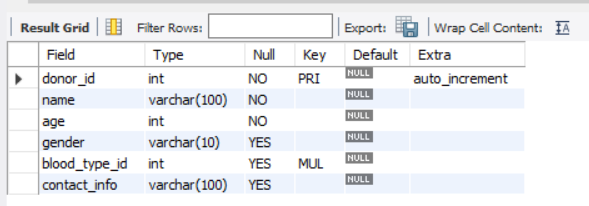 Result Grid Filter Rows: Export: Wrap Cell Content: IA
Field Type Null Key Default Extra
donor_id int NO PRI NULL auto_increment
name varchar(100) NO NULL
age int NO NULL
gender varchar(10) YES NULL
blood_type_id int YES MUL NULL
contact_info varchar(100) YES NULL